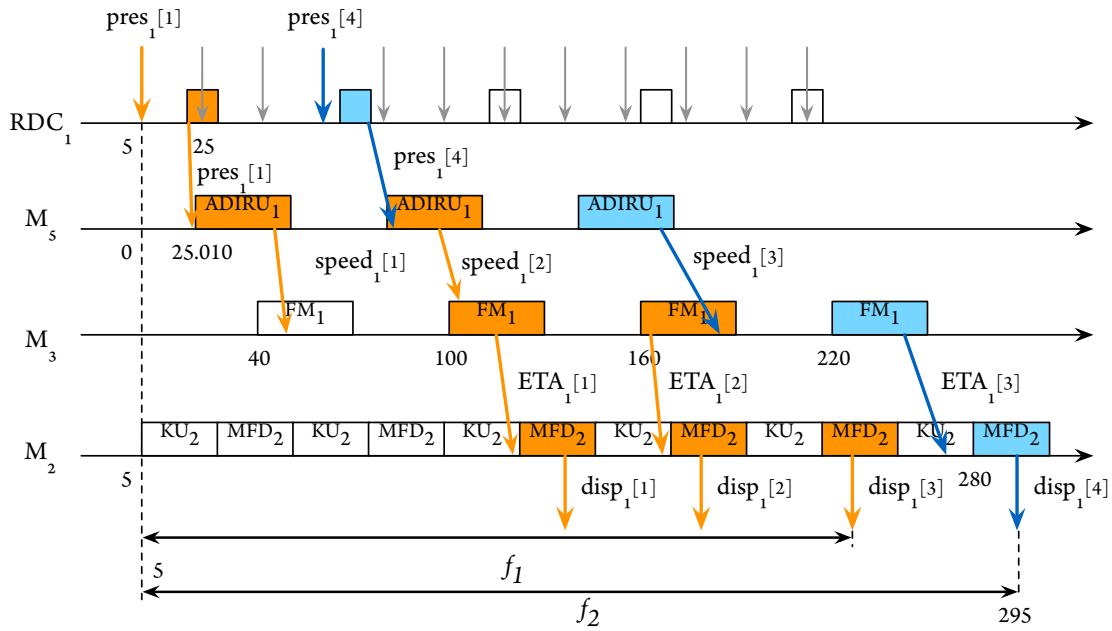 pres₁[1] pres₁[4]
RDC₁
5 25
pres₁[1] pres₁[4]
ADIRU₁ ADIRU₁ ADIRU₁
M₅
0 25.010
speed₁[1] speed₁[2] speed₁[3]
FM₁ FM₁ FM₁ FM₁
M₃
40 100 160 220
ETA₁[1] ETA₁[2] ETA₁[3]
KU₂ MFD₂ KU₂ MFD₂ KU₂ MFD₂ KU₂ MFD₂ KU₂ MFD₂ KU₂ MFD₂
M₂
5 280
disp₁[1] disp₁[2] disp₁[3] disp₁[4]
5
f₁
f₂ 295